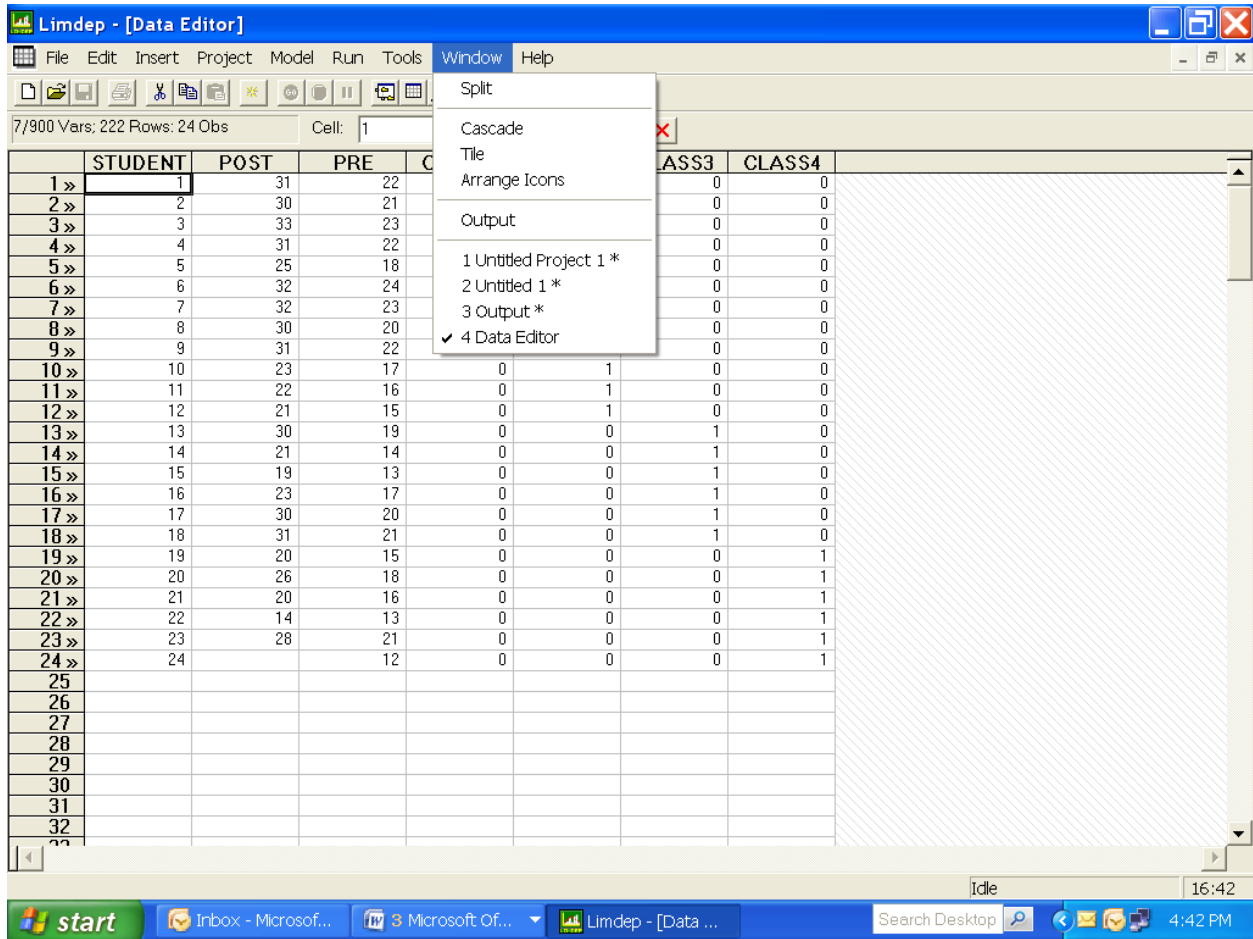 Limdep - [Data Editor]
File Edit Insert Project Model Run Tools Window Help
Split
7/900 Vars; 222 Rows: 24 Obs Cell: 1
Cascade
Tile
Arrange Icons
Output
1 Untitled Project 1 *
2 Untitled 1 *
3 Output *
✓ 4 Data Editor
STUDENT POST PRE C LASS3 CLASS4
1 » 1 31 22 0 0
2 » 2 30 21 0 0
3 » 3 33 23 0 0
4 » 4 31 22 0 0
5 » 5 25 18 0 0
6 » 6 32 24 0 0
7 » 7 32 23 0 0
8 » 8 30 20 0 0
9 » 9 31 22 0 0
10 » 10 23 17 0 1 0 0
11 » 11 22 16 0 1 0 0
12 » 12 21 15 0 1 0 0
13 » 13 30 19 0 0 1 0
14 » 14 21 14 0 0 1 0
15 » 15 19 13 0 0 1 0
16 » 16 23 17 0 0 1 0
17 » 17 30 20 0 0 1 0
18 » 18 31 21 0 0 1 0
19 » 19 20 15 0 0 0 1
20 » 20 26 18 0 0 0 1
21 » 21 20 16 0 0 0 1
22 » 22 14 13 0 0 0 1
23 » 23 28 21 0 0 0 1
24 » 24 12 0 0 0 1
25
26
27
28
29
30
31
32
Idle 16:42
start Inbox - Microsof... 3 Microsoft Of... Limdep - [Data ... Search Desktop 4:42 PM